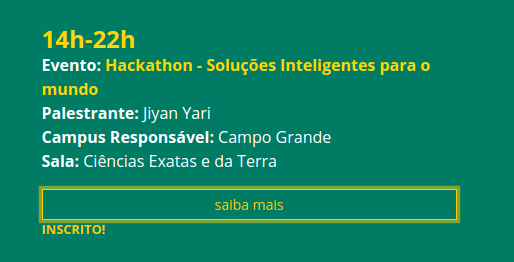 14h-22h
Evento: Hackathon - Soluções Inteligentes para o
mundo
Palestrante: Jiyan Yari
Campus Responsável: Campo Grande
Sala: Ciências Exatas e da Terra
saiba mais
INSCRITO!